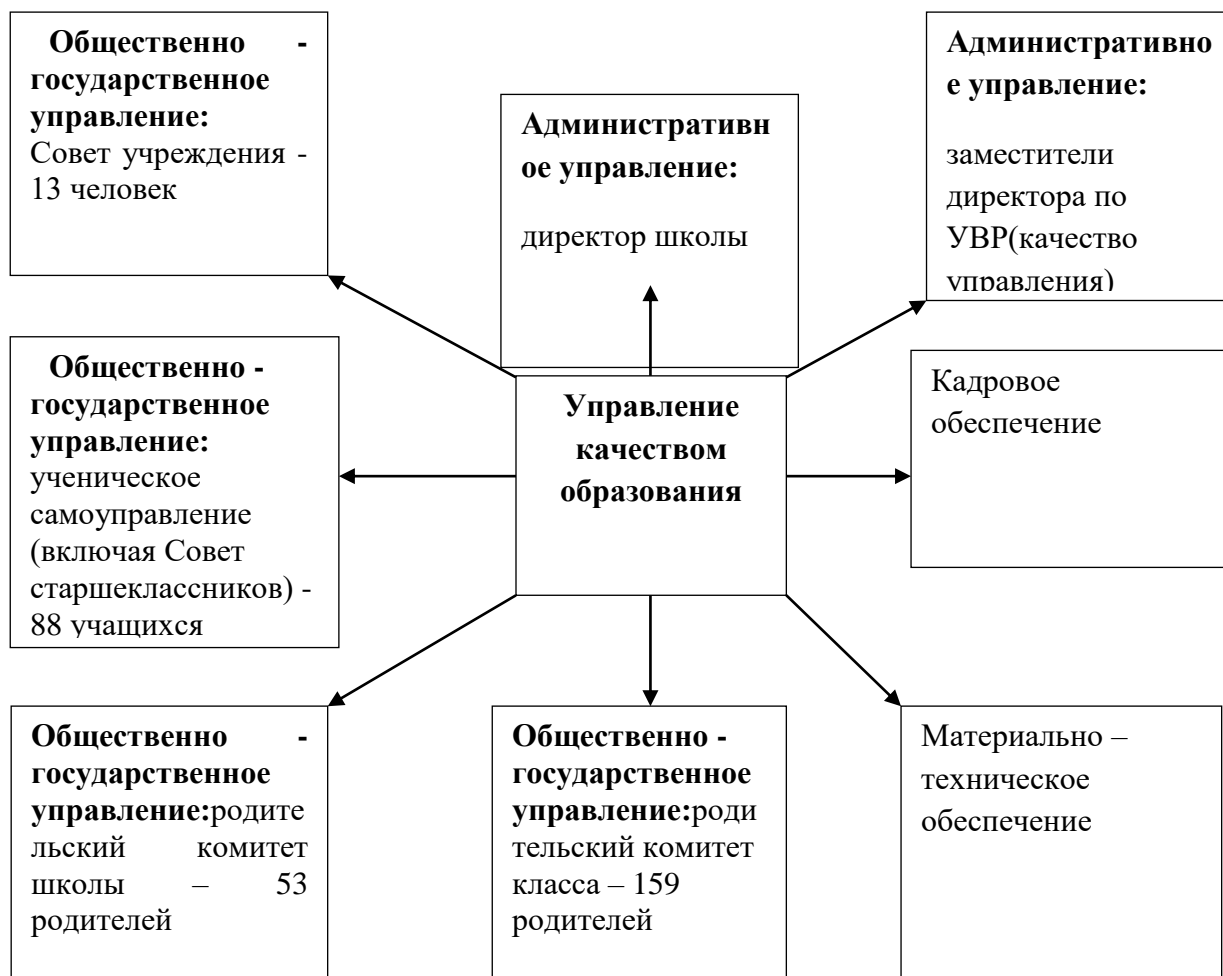 Общественно -
государственное
управление:
Совет учреждения -
13 человек
Административн
ое управление:
директор школы
Административно
е управление:
заместители
директора по
УВР(качество
управления)
Общественно -
государственное
управление:
ученическое
самоуправление
(включая Совет
старшеклассников) -
88 учащихся
Управление
качеством
образования
Кадровое
обеспечение
Общественно -
государственное
управление:родите
льский комитет
школы – 53
родителей
Общественно -
государственное
управление:роди
тельский комитет
класса – 159
родителей
Материально –
техническое
обеспечение